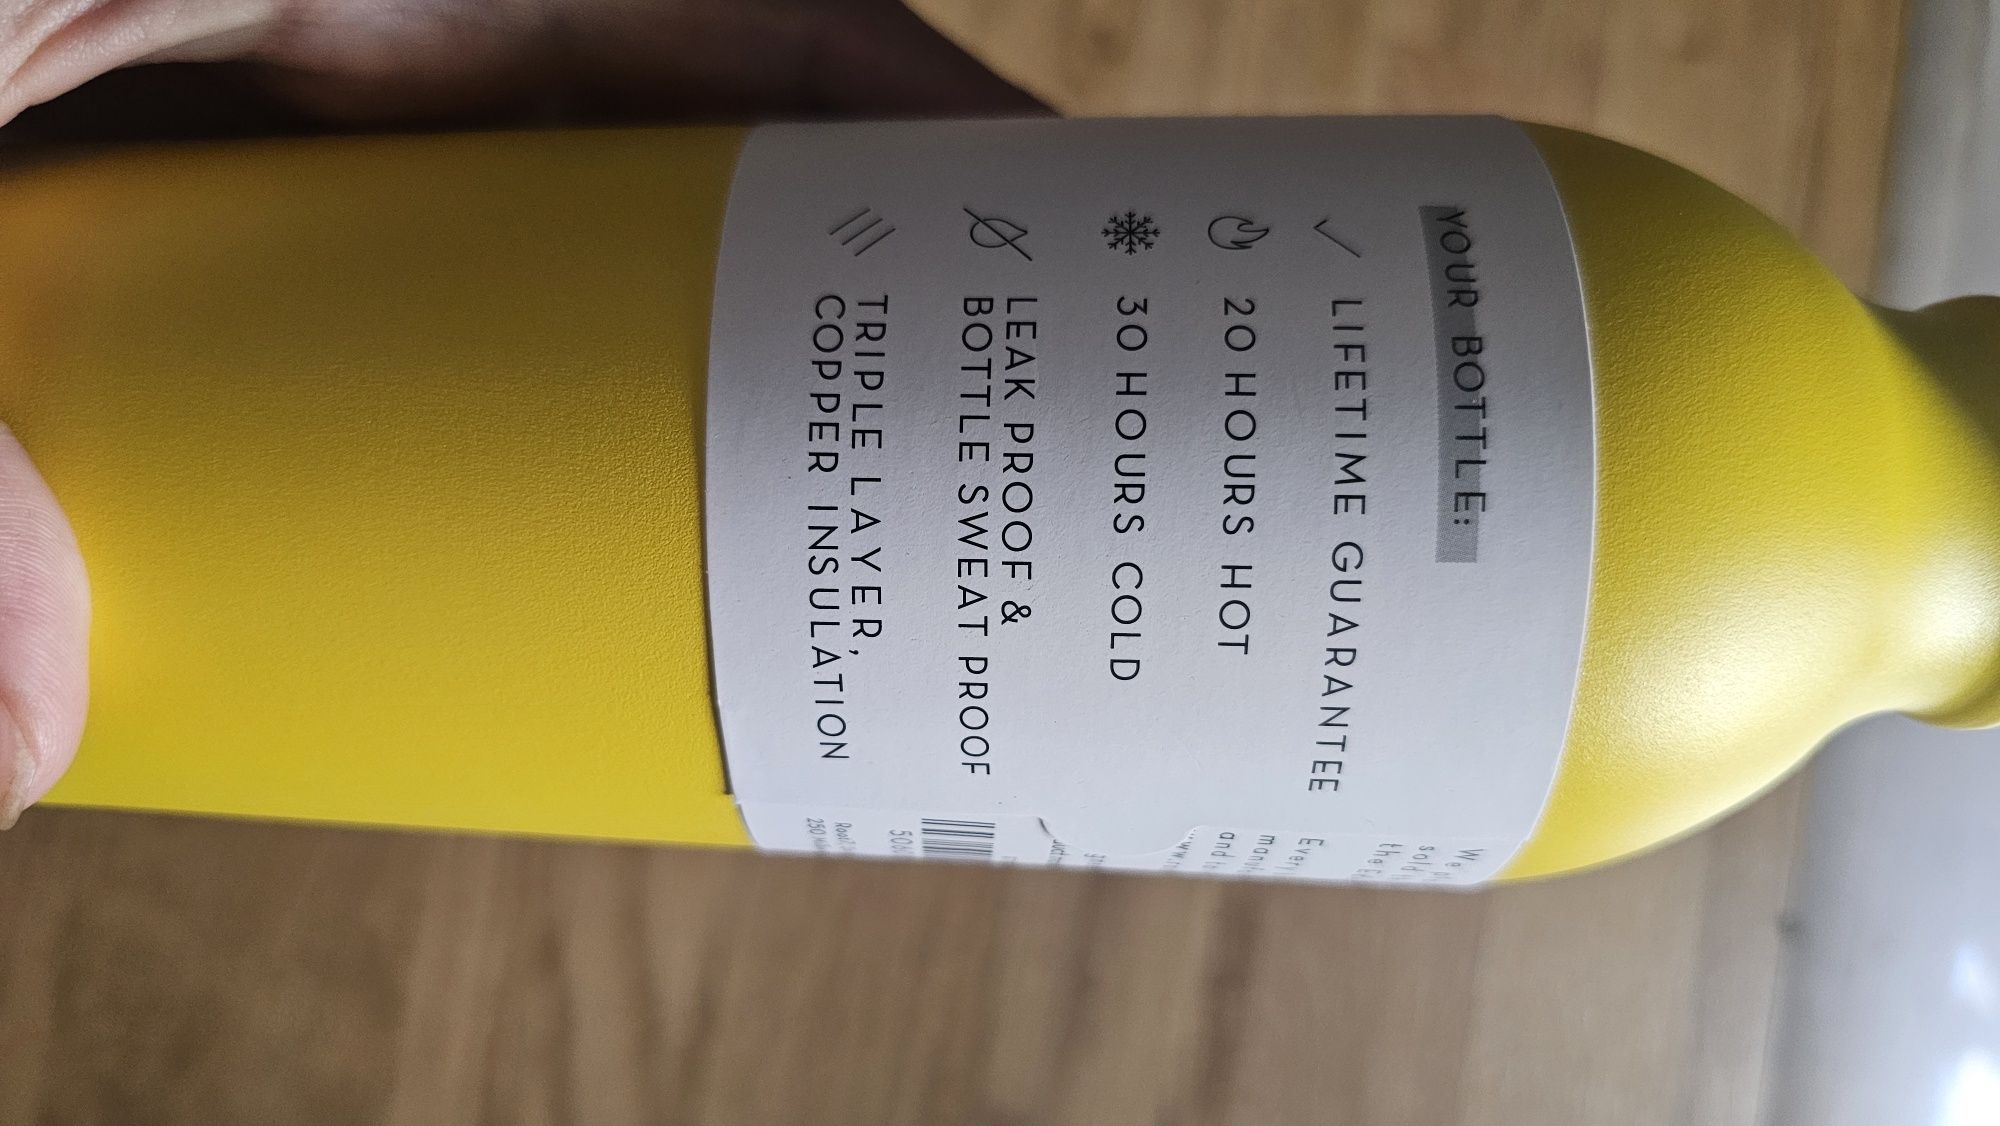 YOUR BOTTLE:
LIFETIME GUARANTEE
20 HOURS HOT
30 HOURS COLD
LEAK PROOF &
BOTTLE SWEAT PROOF
TRIPLE LAYER,
COPPER INSULATION
We